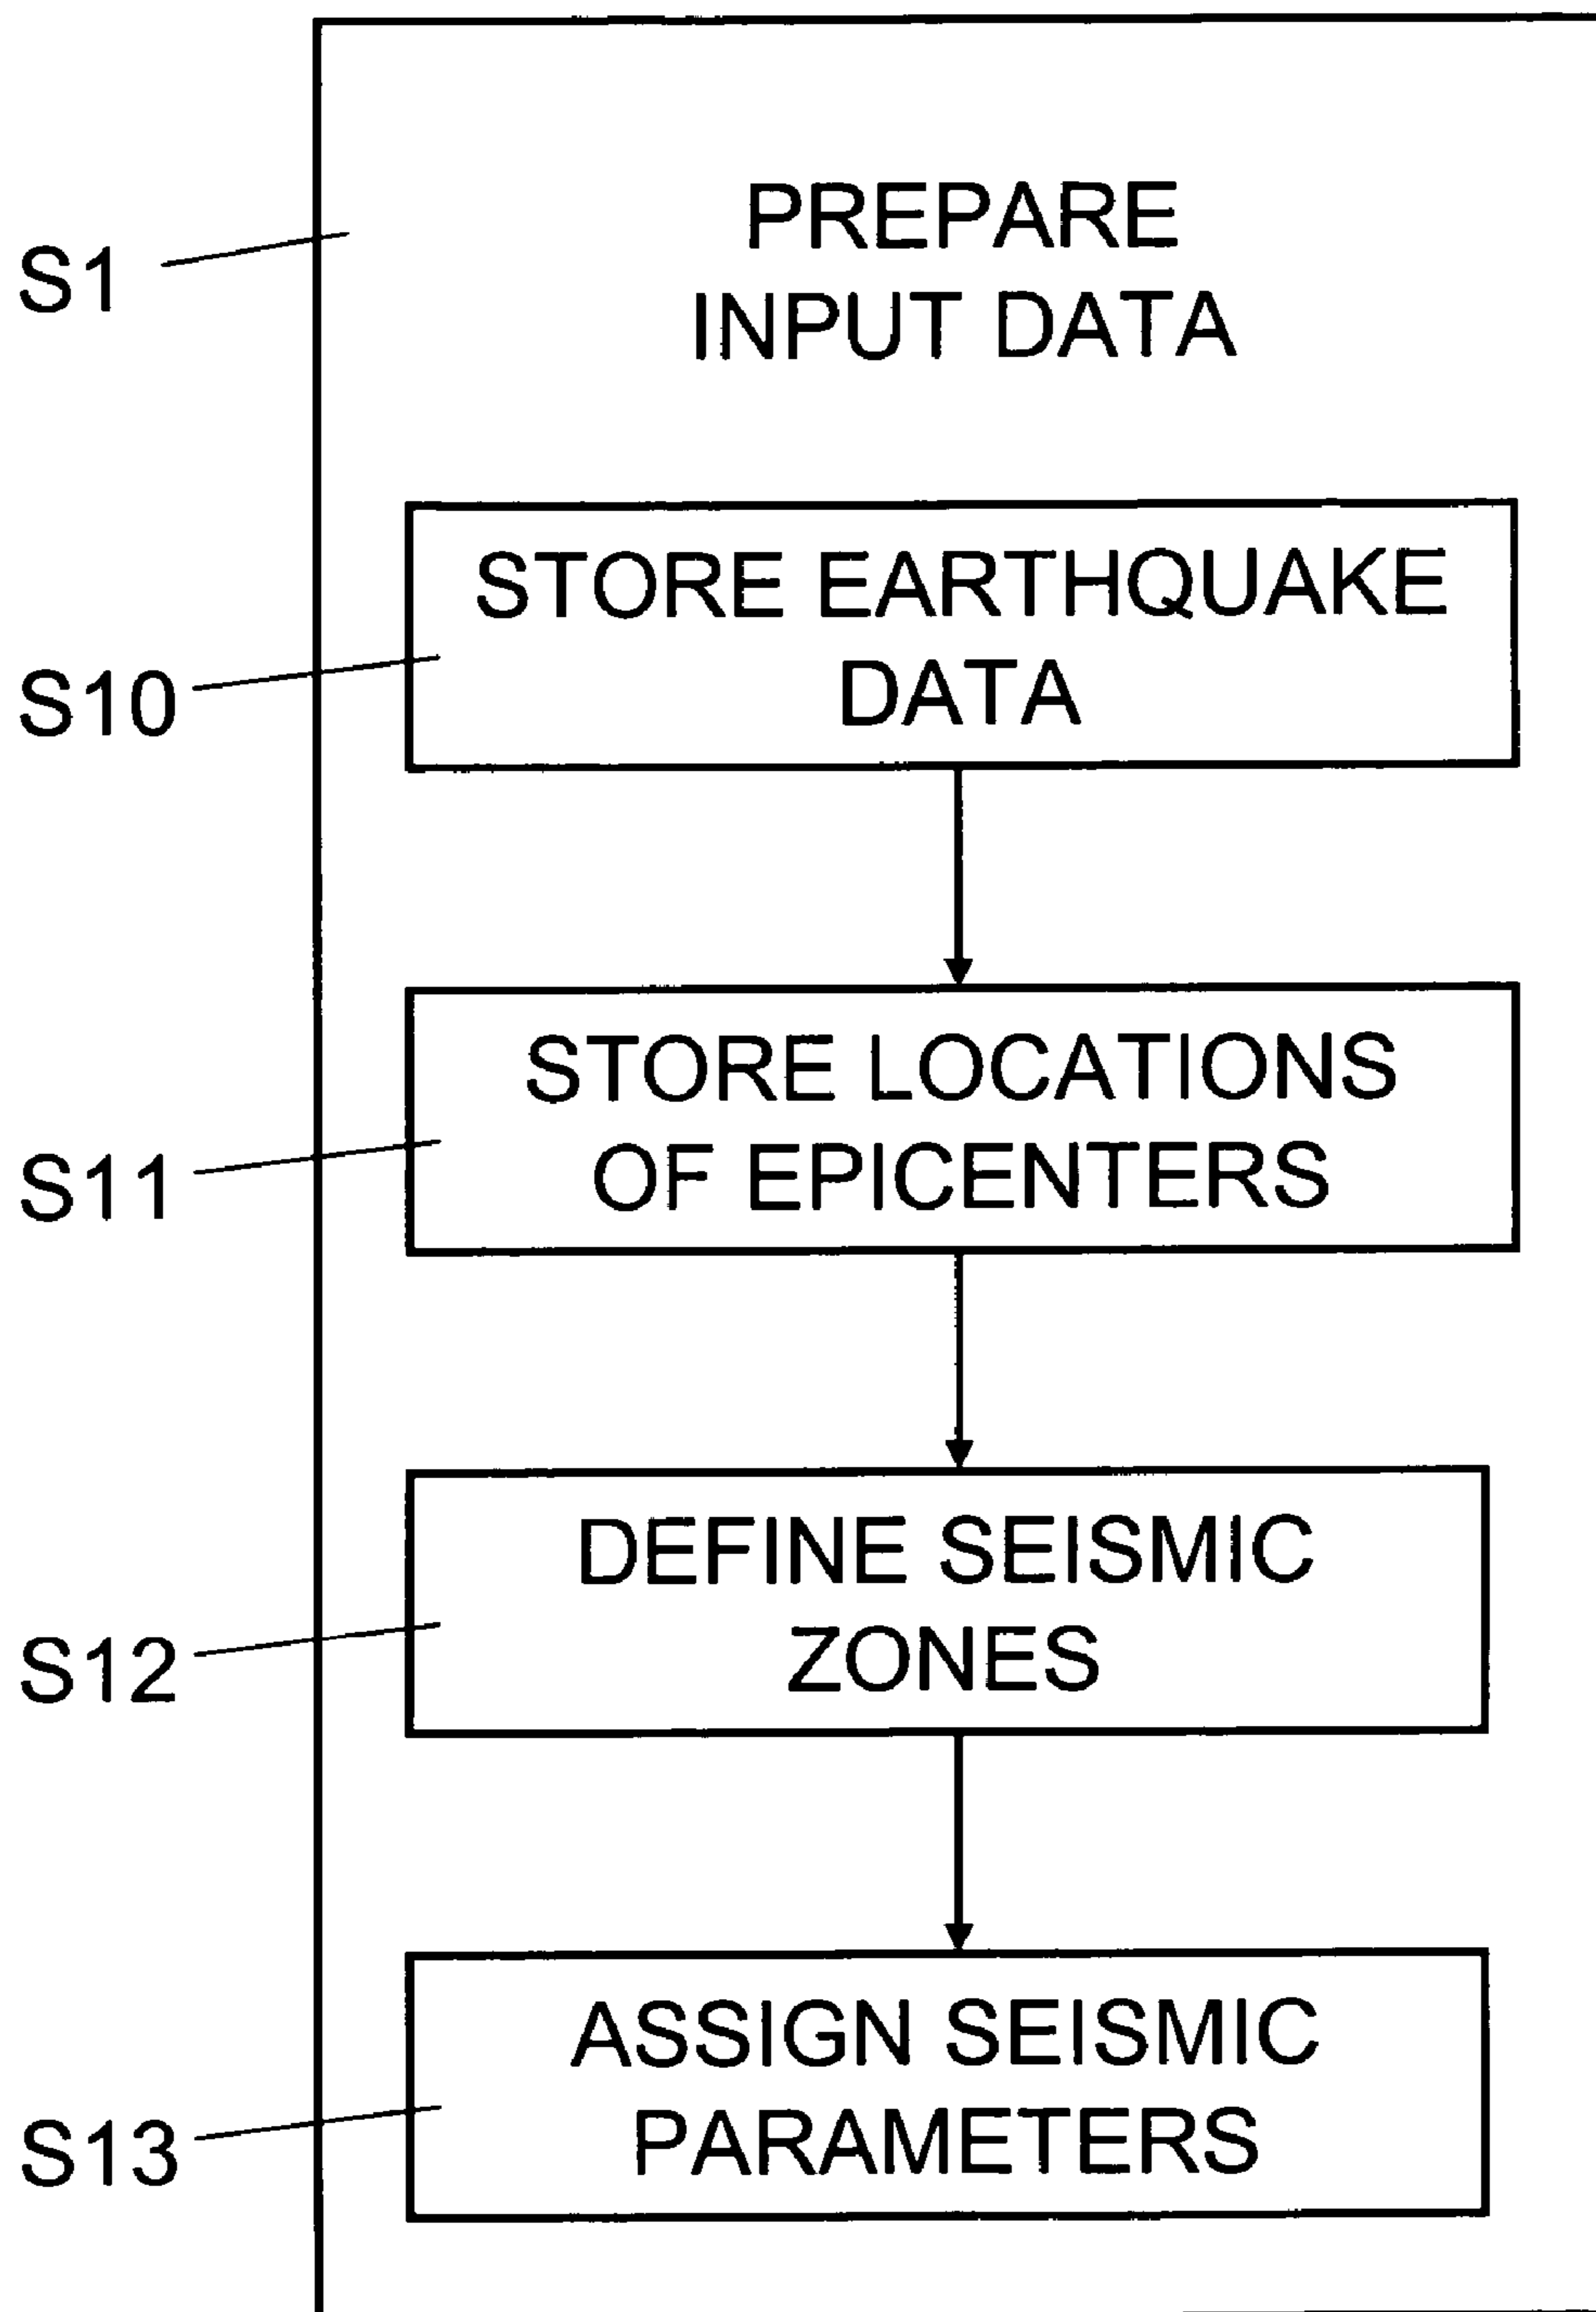 S1
PREPARE
INPUT DATA
S10
STORE EARTHQUAKE
DATA
S11
STORE LOCATIONS
OF EPICENTERS
S12
DEFINE SEISMIC
ZONES
S13
ASSIGN SEISMIC
PARAMETERS